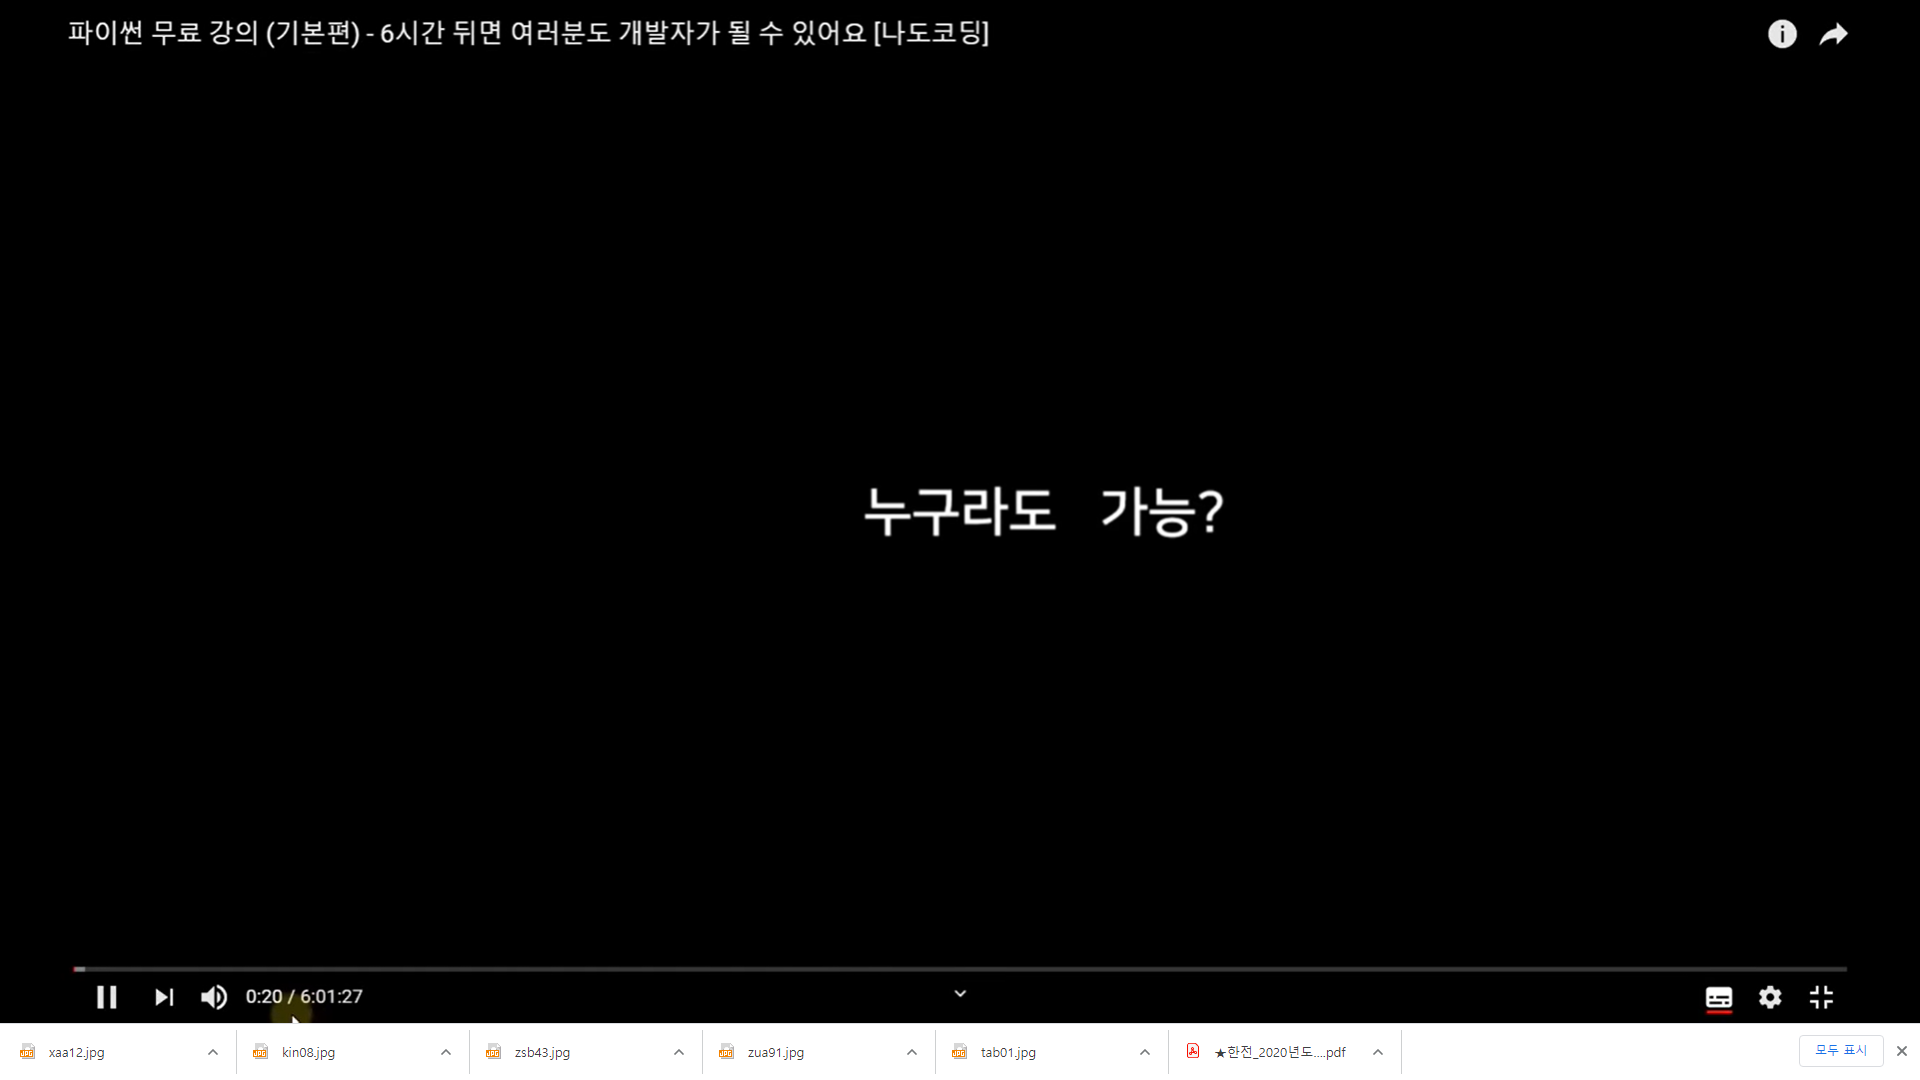 파이썬 무료 강의 (기본편) - 6시간 뒤면 여러분도 개발자가 될 수 있어요 [나도코딩]
누구라도 가능?
0:20 / 6:01:27
xaa12.jpg
kin08.jpg
zsb43.jpg
zua91.jpg
tab01.jpg
★한전_2020년도....pdf
모두 표시